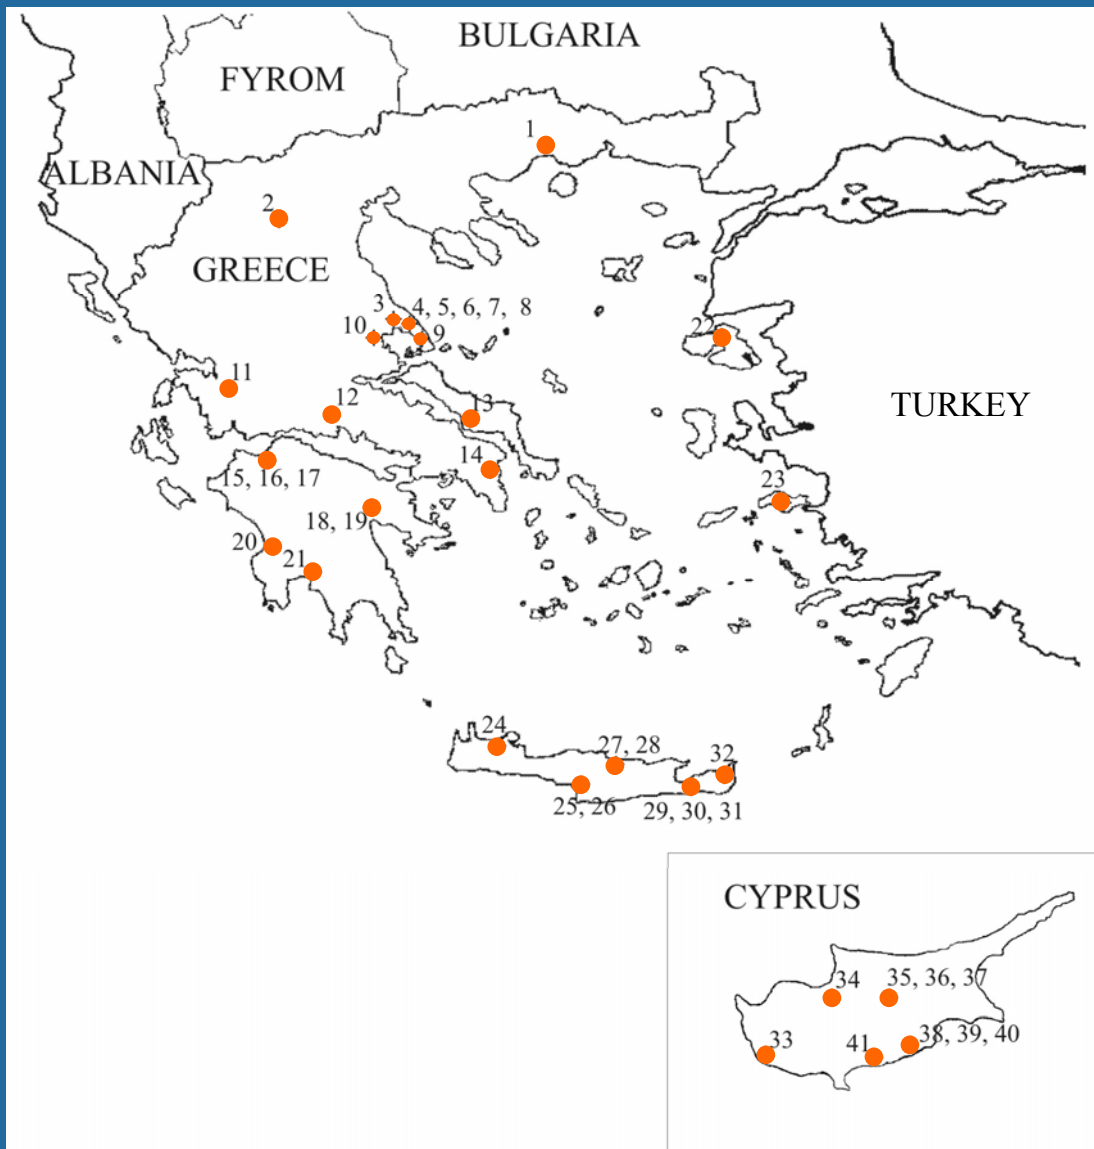 BULGARIA
FYROM
1
ALBANIA
2
GREECE
3
4, 5, 6, 7, 8
10
9
22
11
12
13
TURKEY
14
15, 16, 17
23
18, 19
20
21
24
27, 28
32
25, 26
29, 30, 31
CYPRUS
34
35, 36, 37
33
41
38, 39, 40